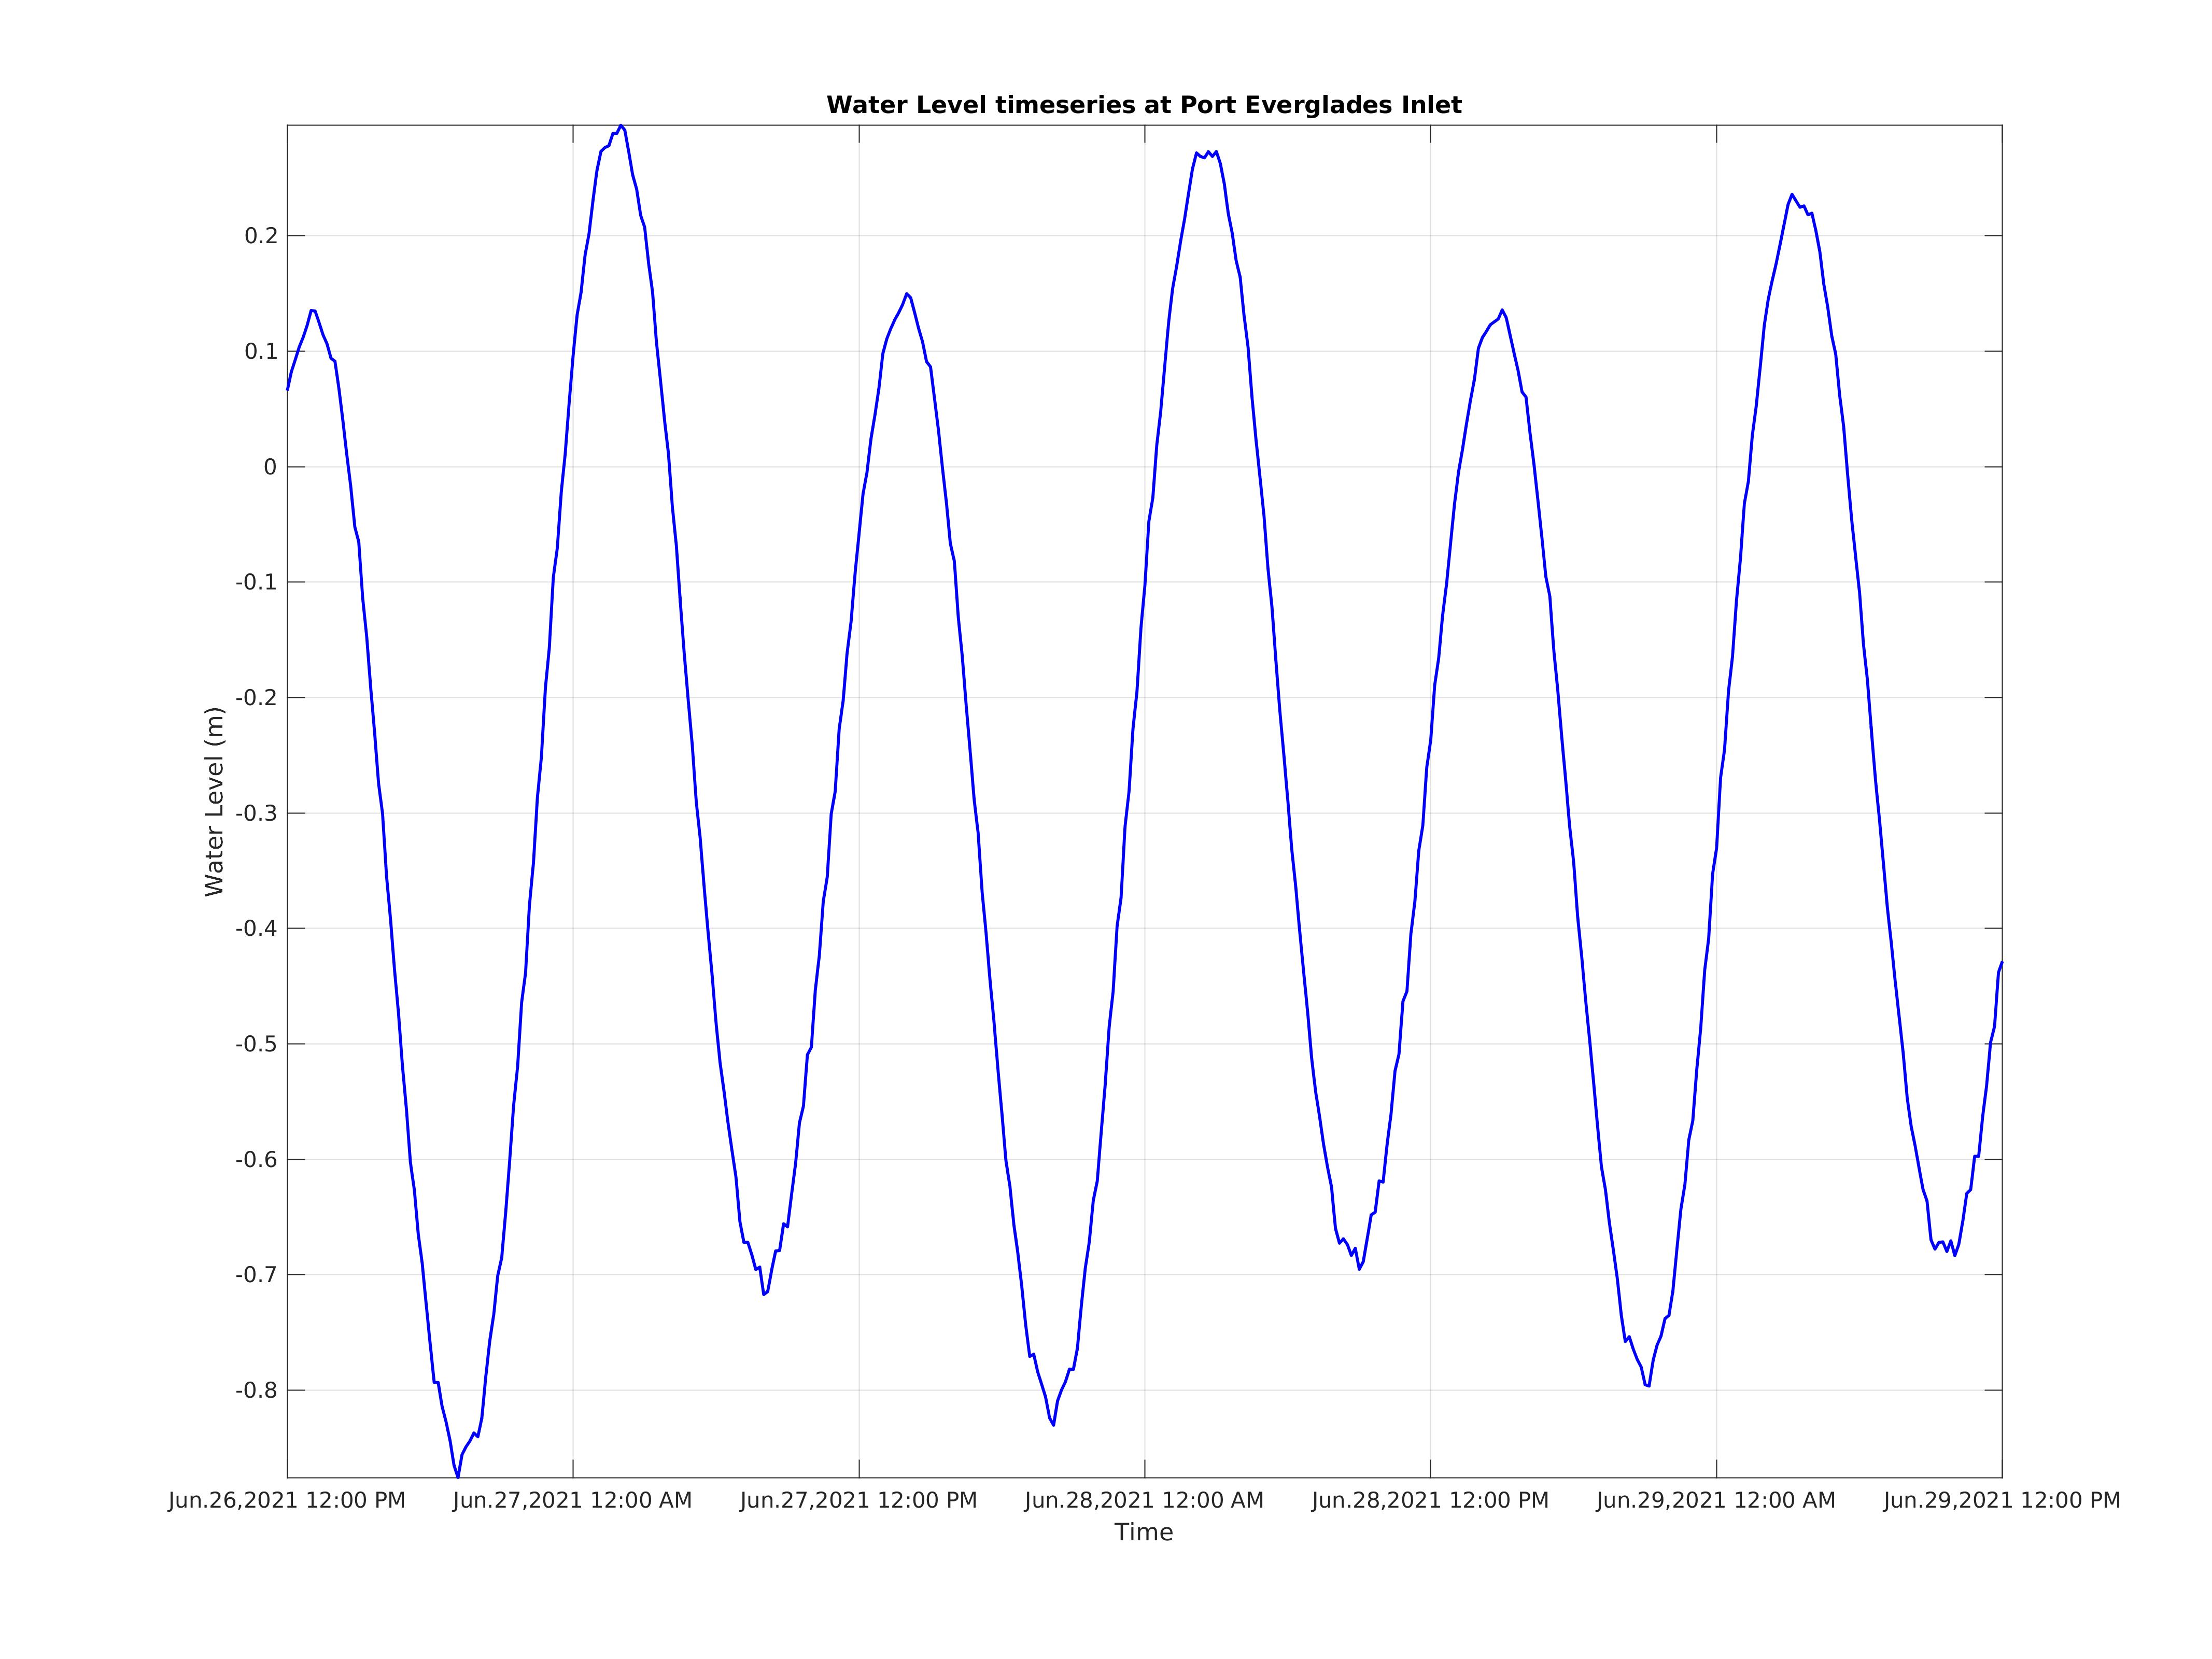 Water Level timeseries at Port Everglades Inlet
0.2
0.1
0
-0.1
-0.2
-0.3
-0.4
-0.5
-0.6
-0.7
-0.8
Water Level (m)
Jun.26,2021 12:00 PM Jun.27,2021 12:00 AM Jun.27,2021 12:00 PM Jun.28,2021 12:00 AM Jun.28,2021 12:00 PM Jun.29,2021 12:00 AM Jun.29,2021 12:00 PM
Time